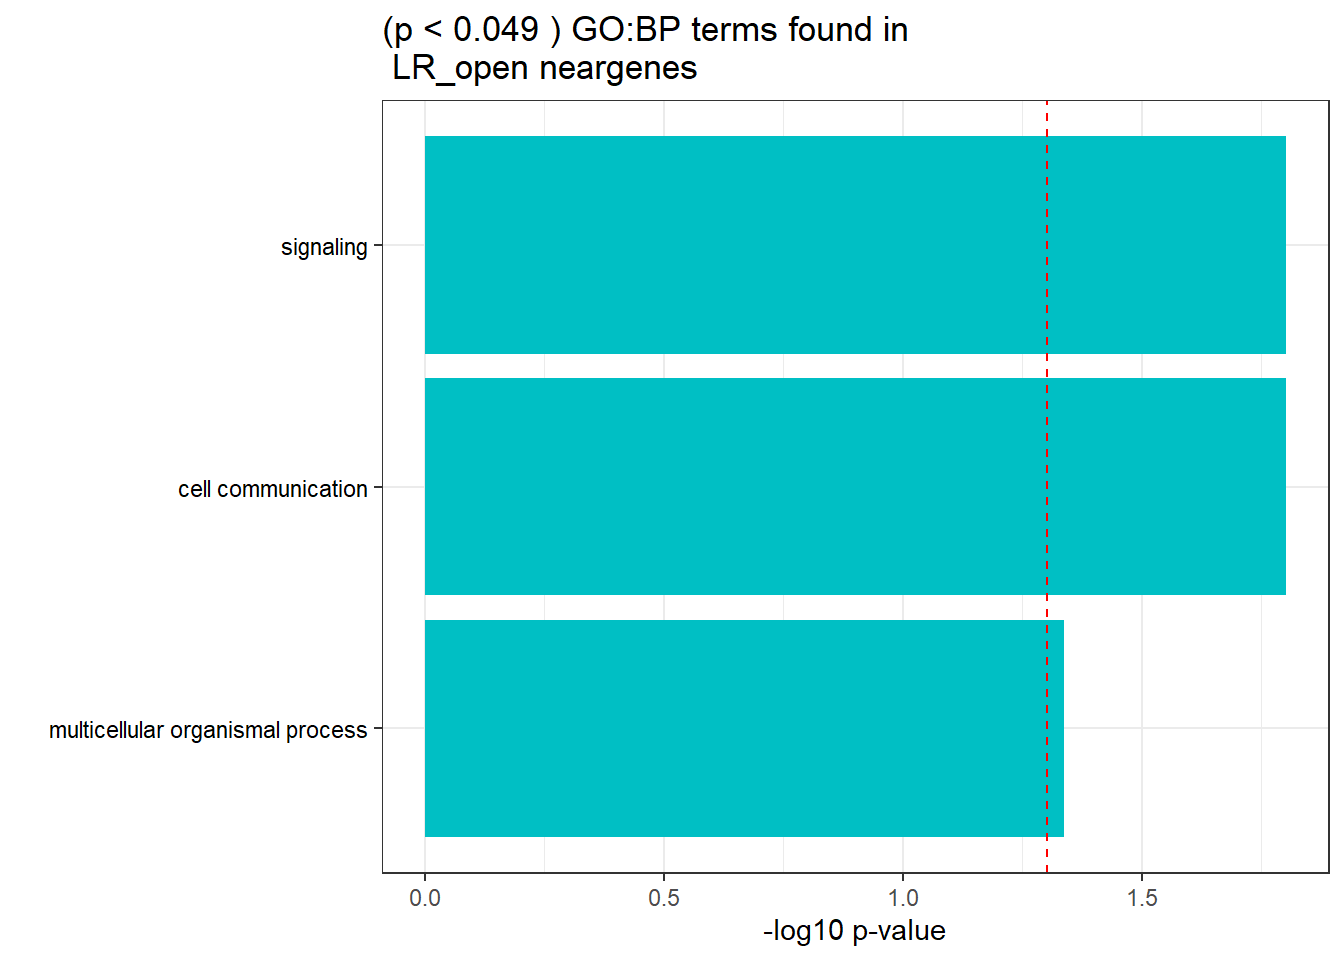 (p < 0.049 ) GO:BP terms found in
LR_open neargenes
signaling
cell communication
multicellular organismal process
0.0 0.5 1.0 1.5
-log10 p-value